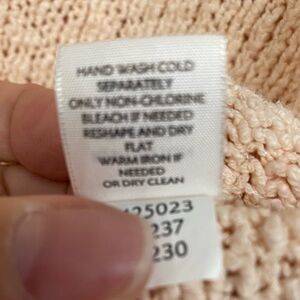 HAND WASH COLD
SEPARATELY
ONLY NON-CHLORINE
BLEACH IF NEEDED
RESHAPE AND DRY
FLAT
WARM IRON IF
NEEDED
OR DRY CLEAN
425023
237
230